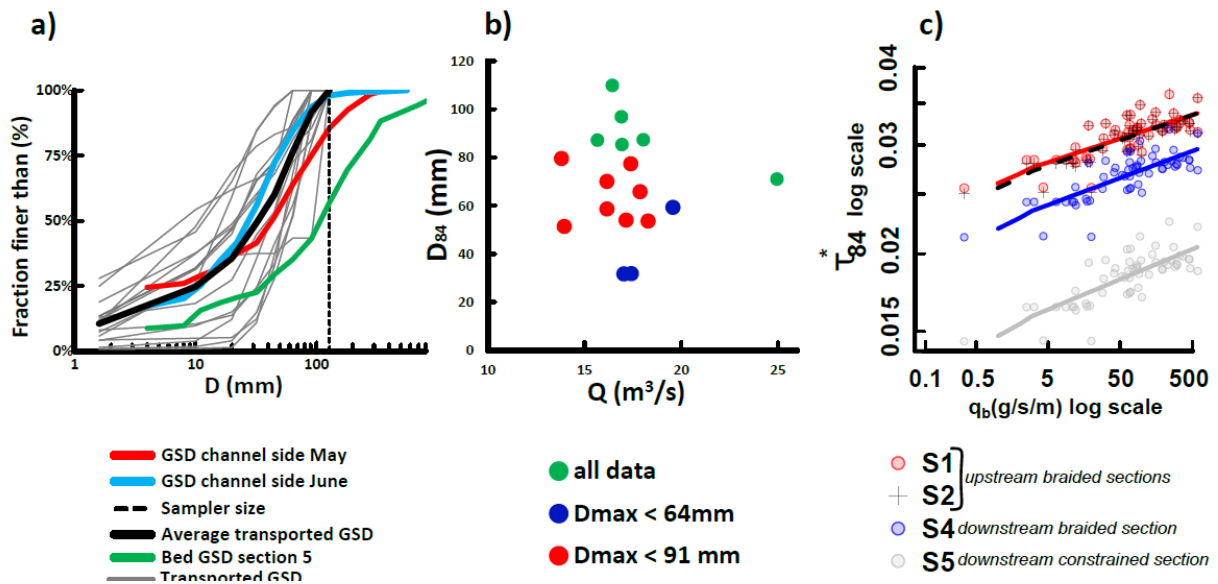 a)
b)
c)
Fraction finer than (%)
100%
75%
50%
25%
0%
1
10
100
D (mm)
D84 (mm)
120
100
80
60
40
20
0
10
15
20
25
Q (m³/s)
τ*84 log scale
0.04
0.03
0.02
0.015
0.1
0.5
5
50
500
qb(g/s/m) log scale
GSD channel side May
GSD channel side June
Sampler size
Average transported GSD
Bed GSD section 5
Transported GSD
all data
Dmax < 64mm
Dmax < 91 mm
S1
S2
upstream braided sections
S4 downstream braided section
S5 downstream constrained section